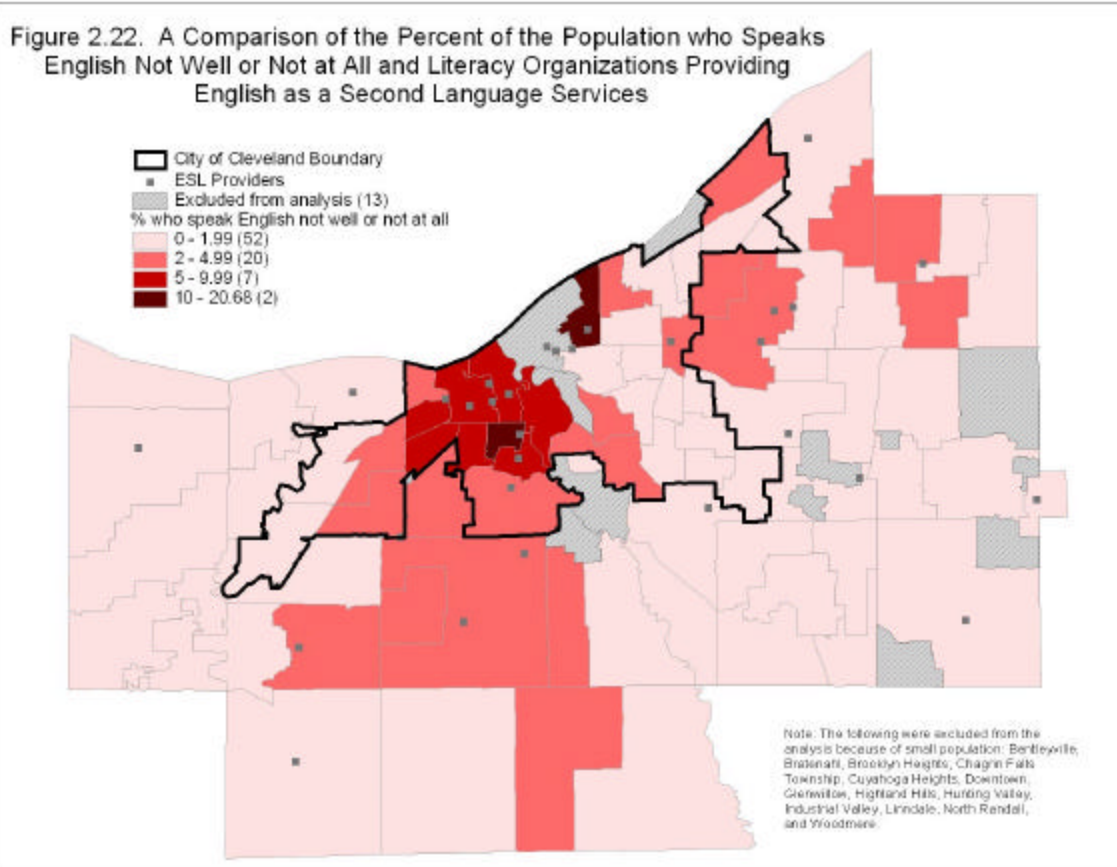 Figure 2.22. A Comparison of the Percent of the Population who Speaks
English Not Well or Not at All and Literacy Organizations Providing
English as a Second Language Services
City of Cleveland Boundary
ESL Providers
Excluded from analysis (13)
% who speak English not well or not at all
0 - 1.99 (52)
2 - 4.99 (20)
5 - 9.99 (7)
10 - 20.68 (2)
Note: The following were excluded from the
analysis because of small population: Bentleyville,
Bratenahl, Brooklyn Heights, Chagrin Falls
Township, Cuyahoga Heights, Downtown,
Glenwillow, Highland Hills, Hunting Valley,
Industrial Valley, Linndale, North Randall,
and Woodmere.